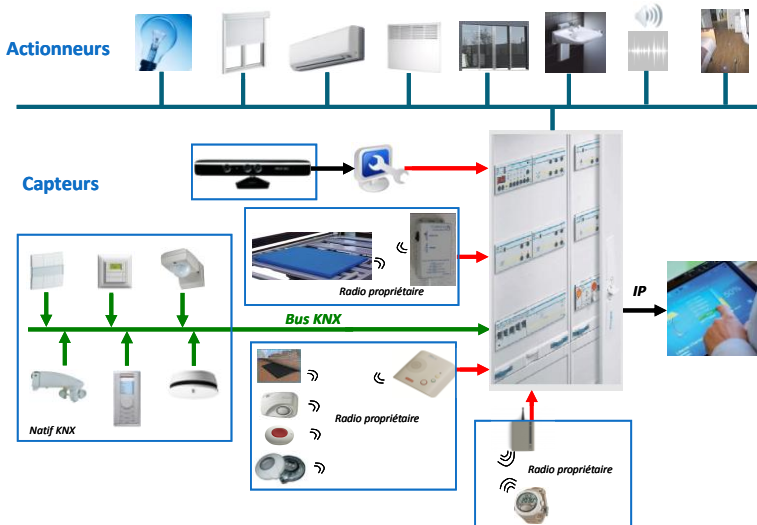 Actionneurs
Capteurs
Radio propriétaire
Bus KNX
IP
Radio propriétaire
Natif KNX
Radio propriétaire